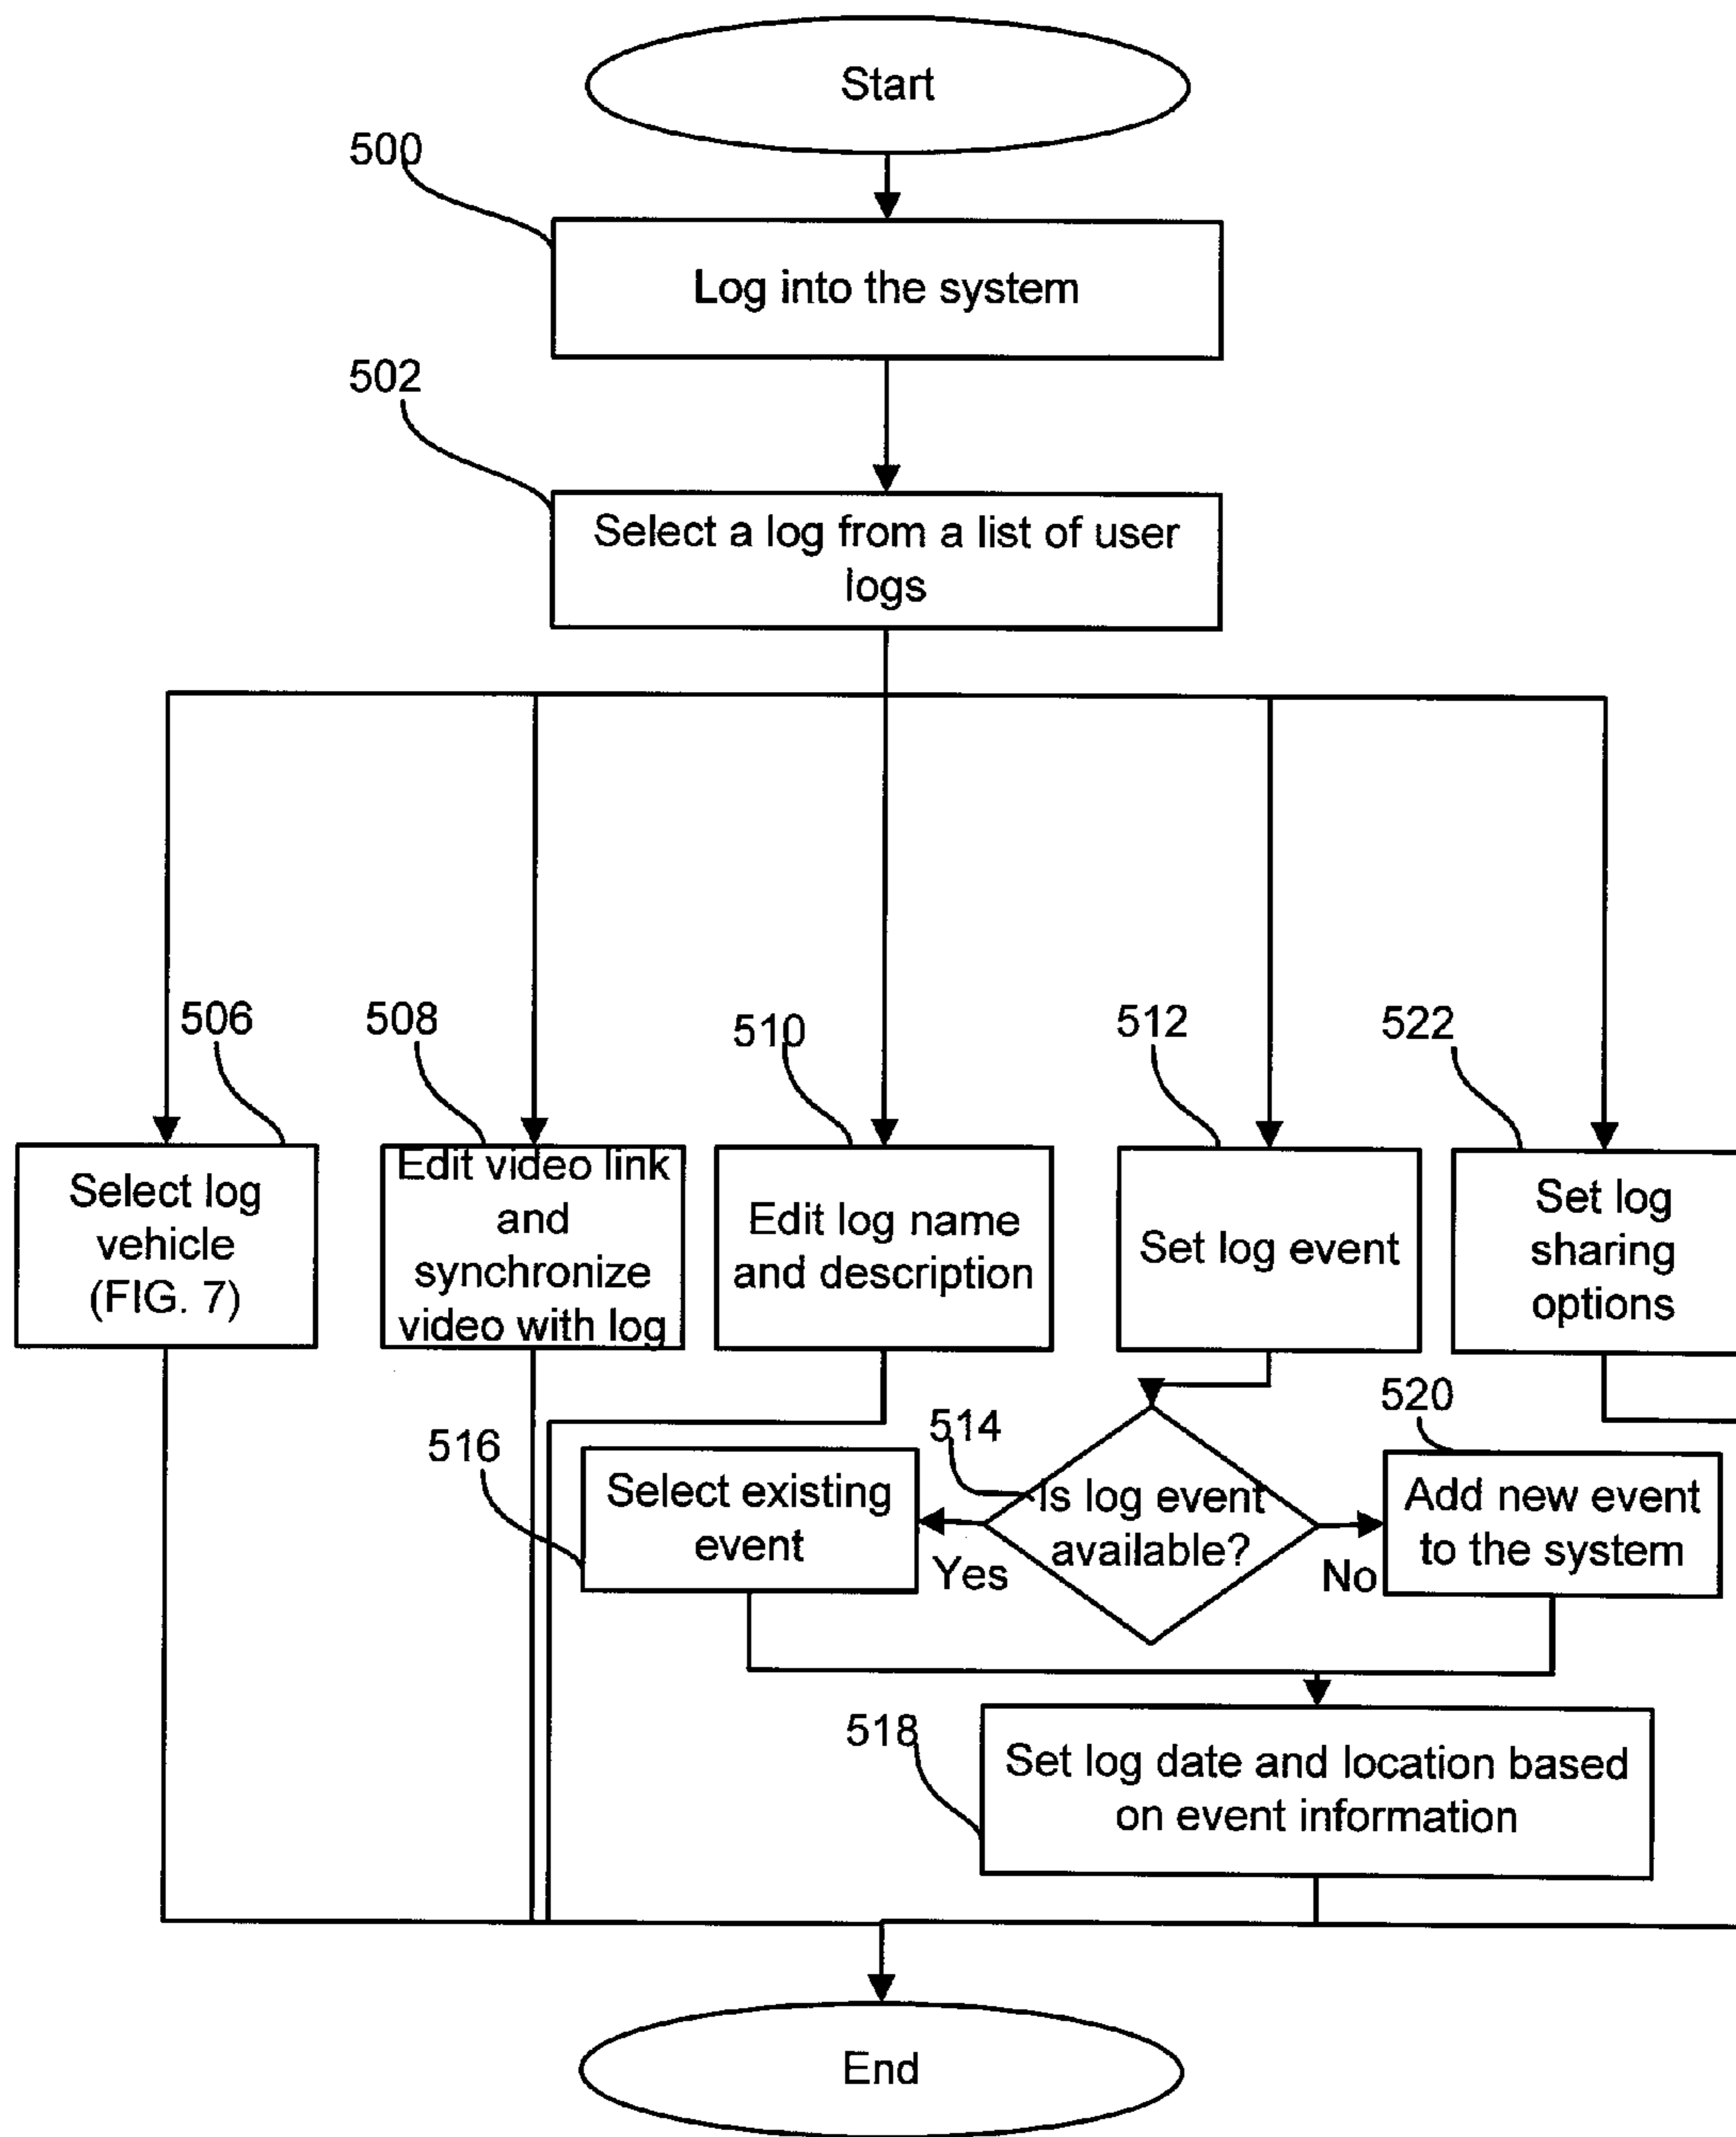 Start
500
Log into the system
502
Select a log from a list of user
logs
506
508
510
512
522
Select log
vehicle
(FIG. 7)
Edit video link
and
synchronize
video with log
Edit log name
and description
Set log event
Set log
sharing
options
514
520
516
Select existing
event
Is log event
available?
Add new event
to the system
Yes
No
518
Set log date and location based
on event information
End